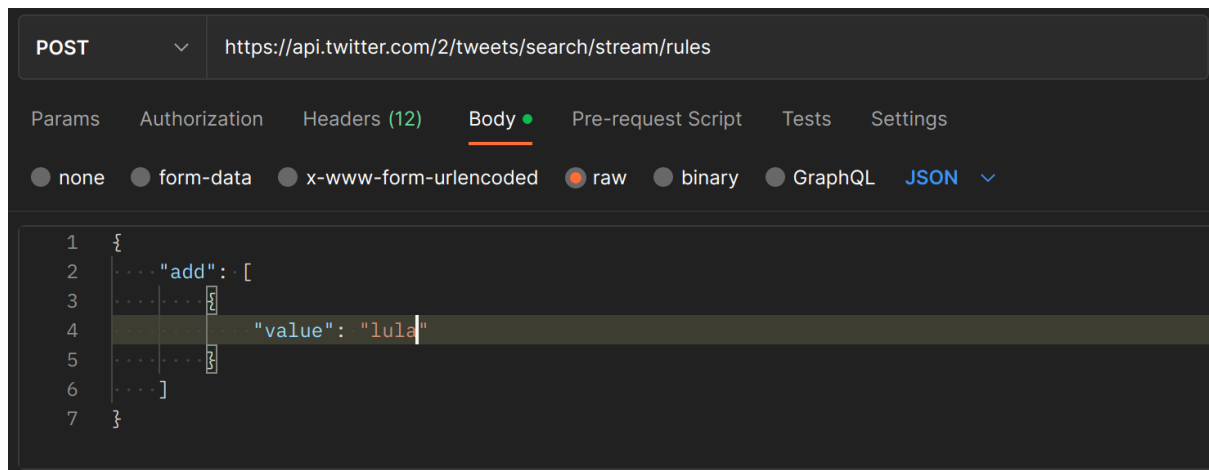 POST https://api.twitter.com/2/tweets/search/stream/rules
Params Authorization Headers (12) Body Pre-request Script Tests Settings
none form-data x-www-form-urlencoded raw binary GraphQL JSON
1 {
2 "add": [
3 {
4 "value": "lula"
5 }
6 ]
7 }